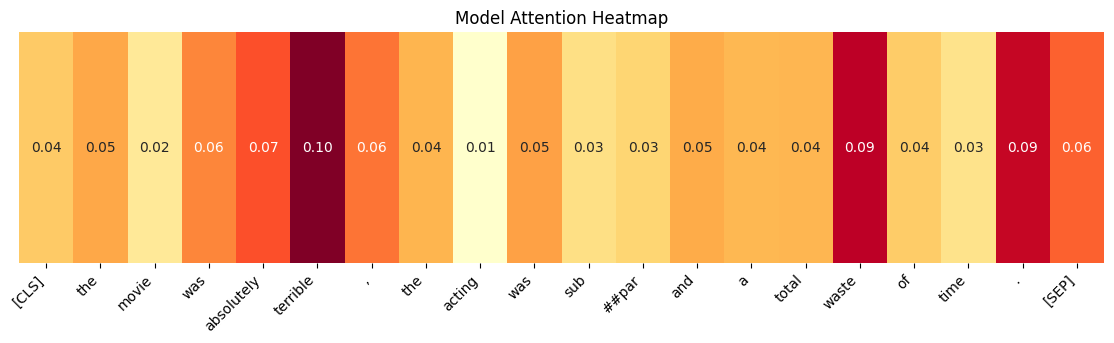 Model Attention Heatmap
0.04 0.05 0.02 0.06 0.07 0.10 0.06 0.04 0.01 0.05 0.03 0.03 0.05 0.04 0.04 0.09 0.04 0.03 0.09 0.06
[CLS] the movie was absolutely terrible , the acting was sub ##par and a total waste of time . [SEP]